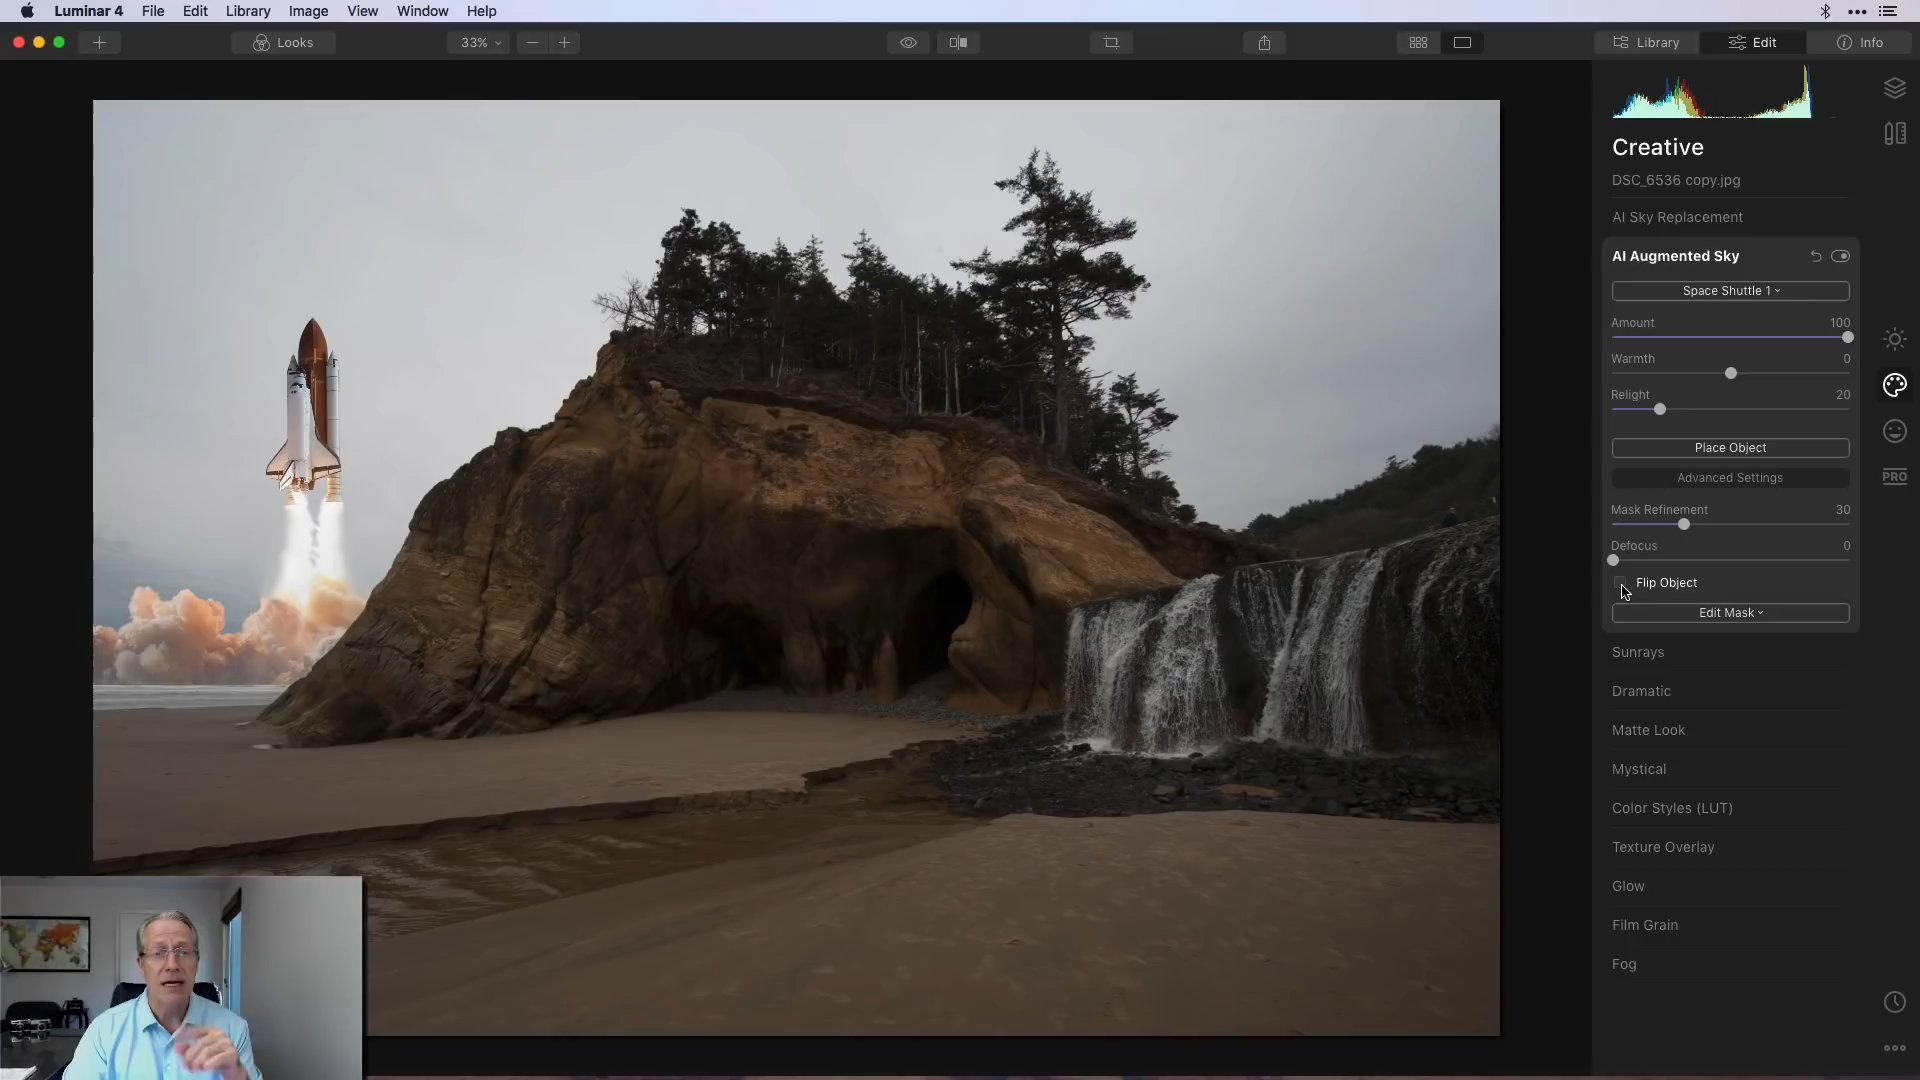 Luminar 4 File Edit Library Image View Window Help
Looks 33% Library Edit Info
Creative
DSC_6536 copy.jpg
AI Sky Replacement
AI Augmented Sky
Space Shuttle 1
Amount 100
Warmth 0
Relight 20
Place Object
Advanced Settings
Mask Refinement 30
Defocus 0
Flip Object
Edit Mask
PRO
Sunrays
Dramatic
Matte Look
Mystical
Color Styles (LUT)
Texture Overlay
Glow
Film Grain
Fog